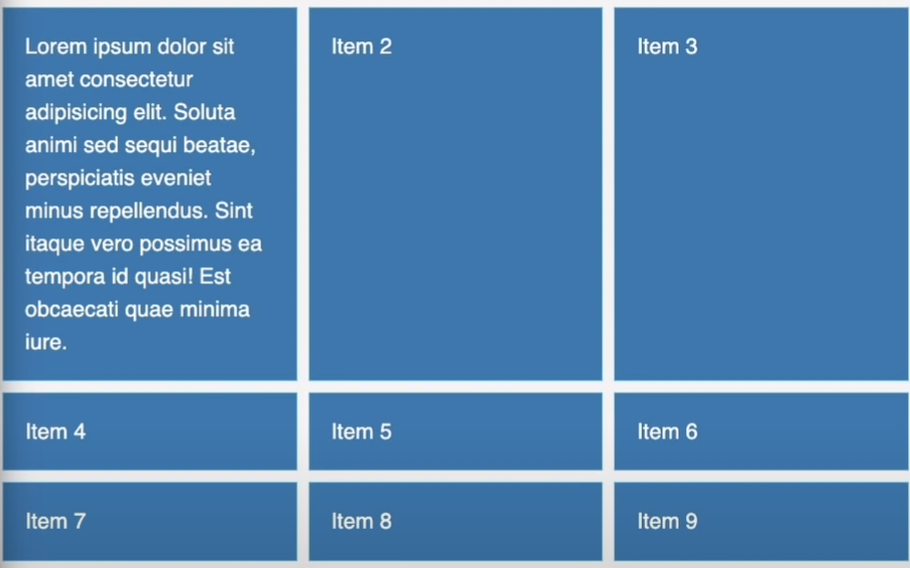 Lorem ipsum dolor sit
amet consectetur
adipisicing elit. Soluta
animi sed sequi beatae,
perspiciatis eveniet
minus repellendus. Sint
itaque vero possimus ea
tempora id quasi! Est
obcaecati quae minima
iure.
Item 2
Item 3
Item 4
Item 5
Item 6
Item 7
Item 8
Item 9